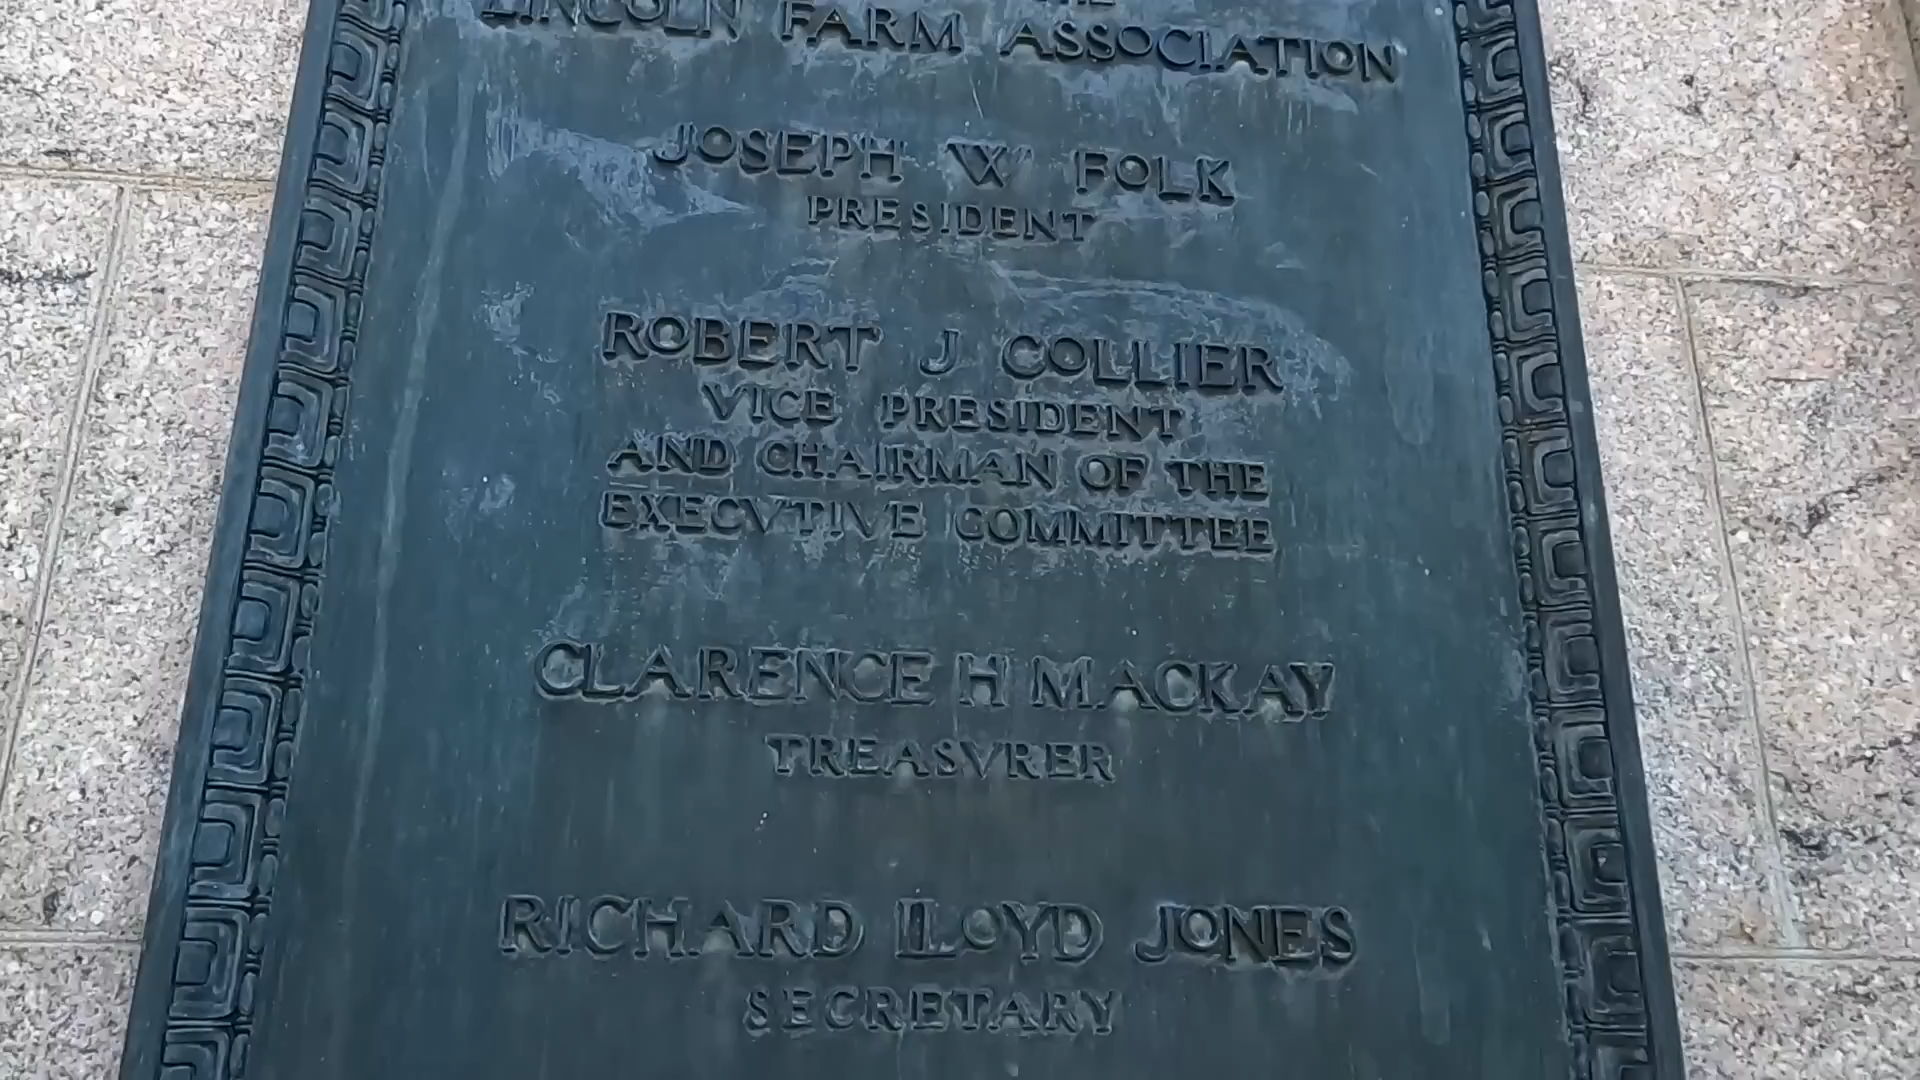 THE
LINCOLN FARM ASSOCIATION
JOSEPH W FOLK
PRESIDENT
ROBERT J COLLIER
VICE PRESIDENT
AND CHAIRMAN OF THE
EXECVTIVE COMMITTEE
CLARENCE H MACKAY
TREASVRER
RICHARD LLOYD JONES
SECRETARY